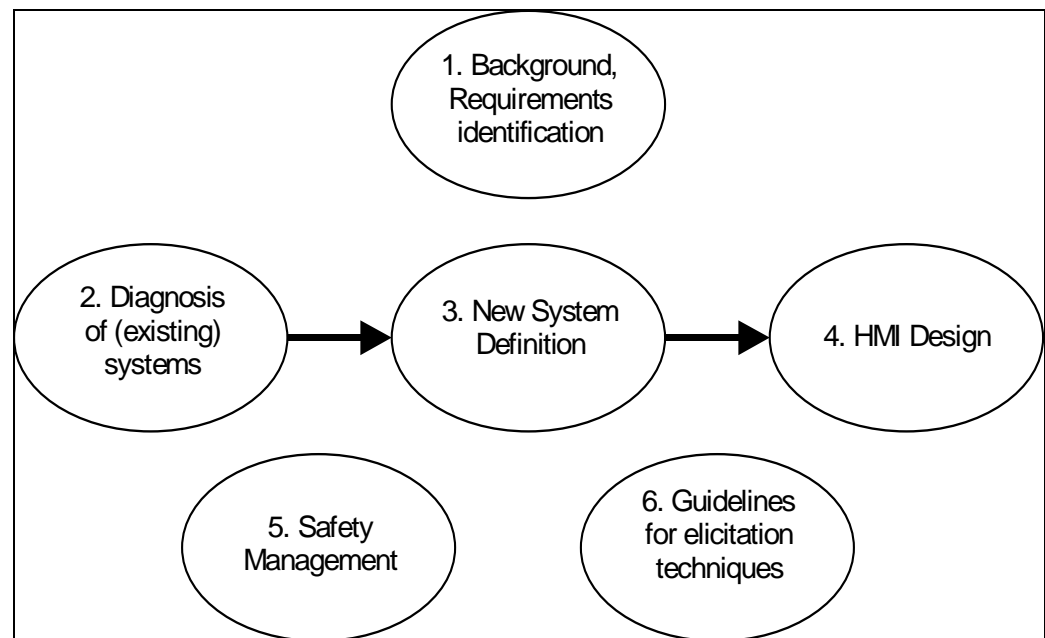 1. Background,
Requirements
identification
2. Diagnosis
of (existing)
systems
3. New System
Definition
4. HMI Design
5. Safety
Management
6. Guidelines
for elicitation
techniques